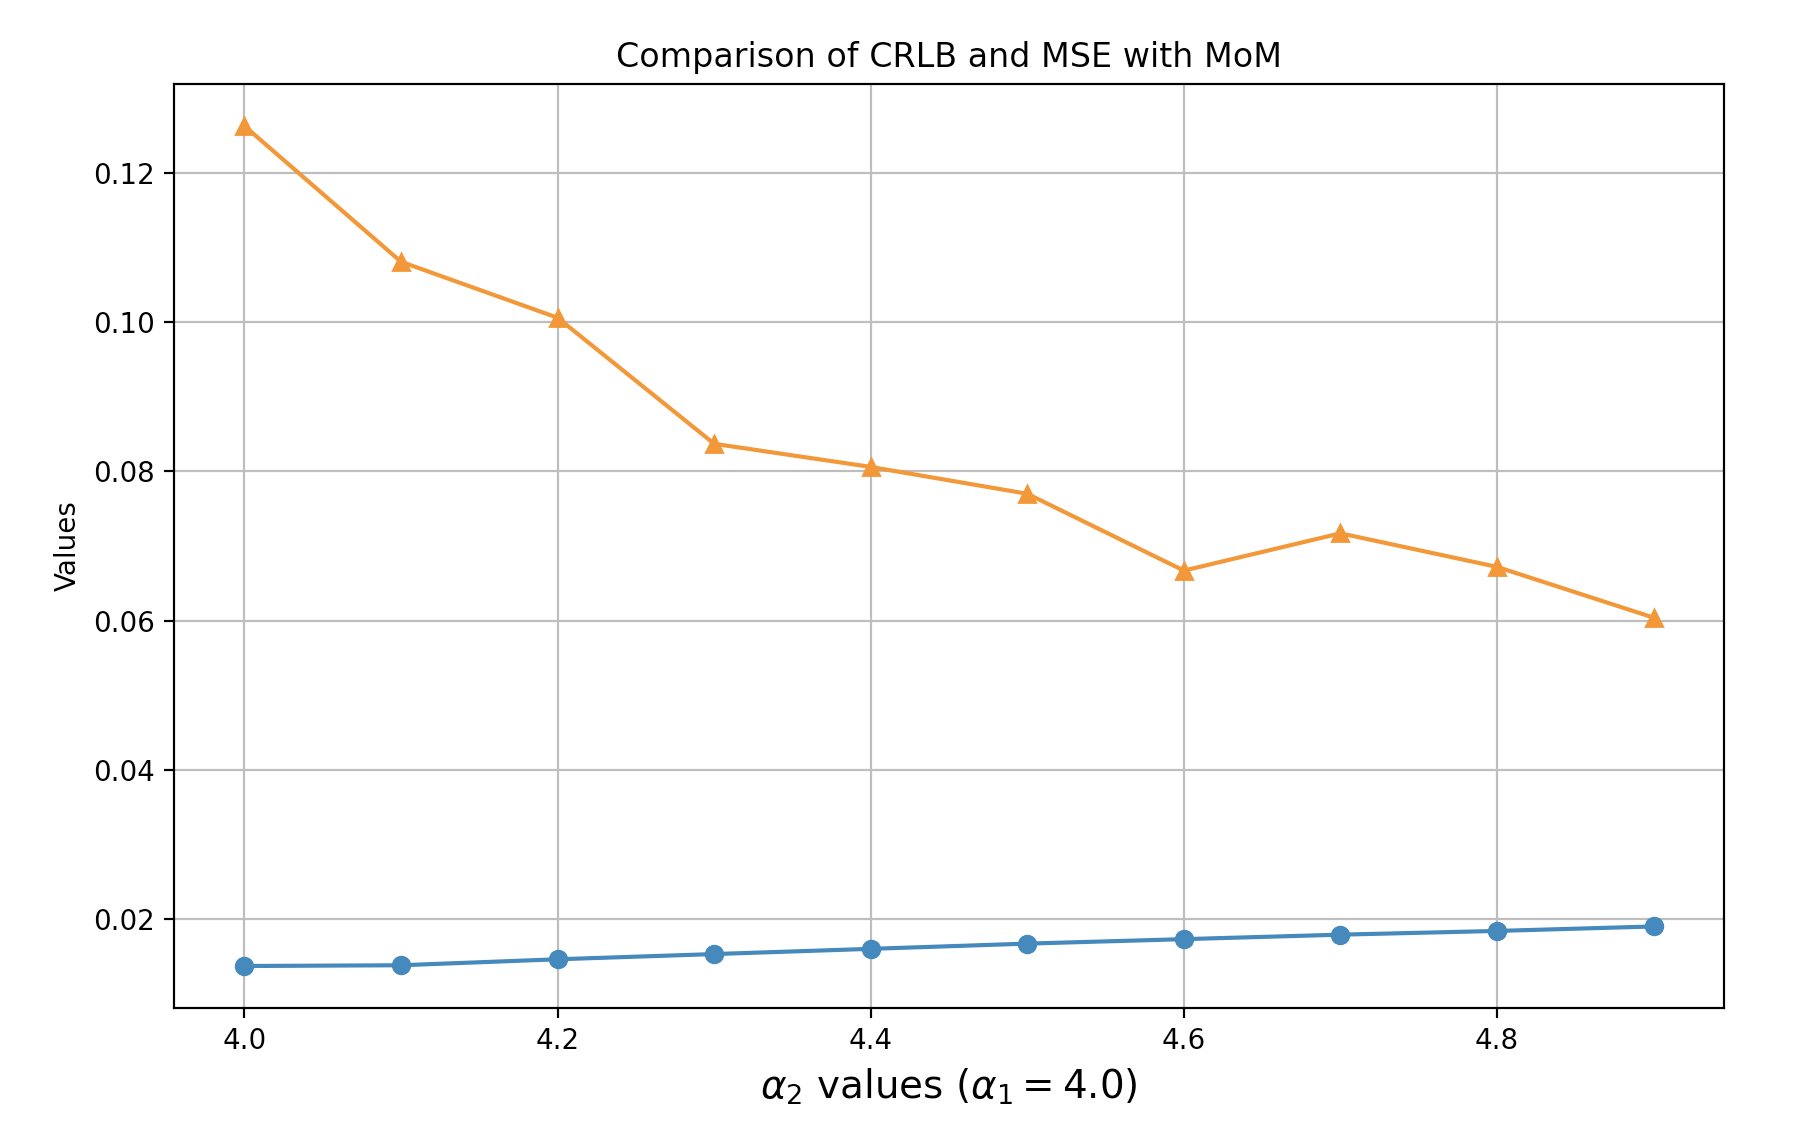 Comparison of CRLB and MSE with MoM
Values
0.12
0.10
0.08
0.06
0.04
0.02
4.0 4.2 4.4 4.6 4.8
α₂ values (α₁ = 4.0)